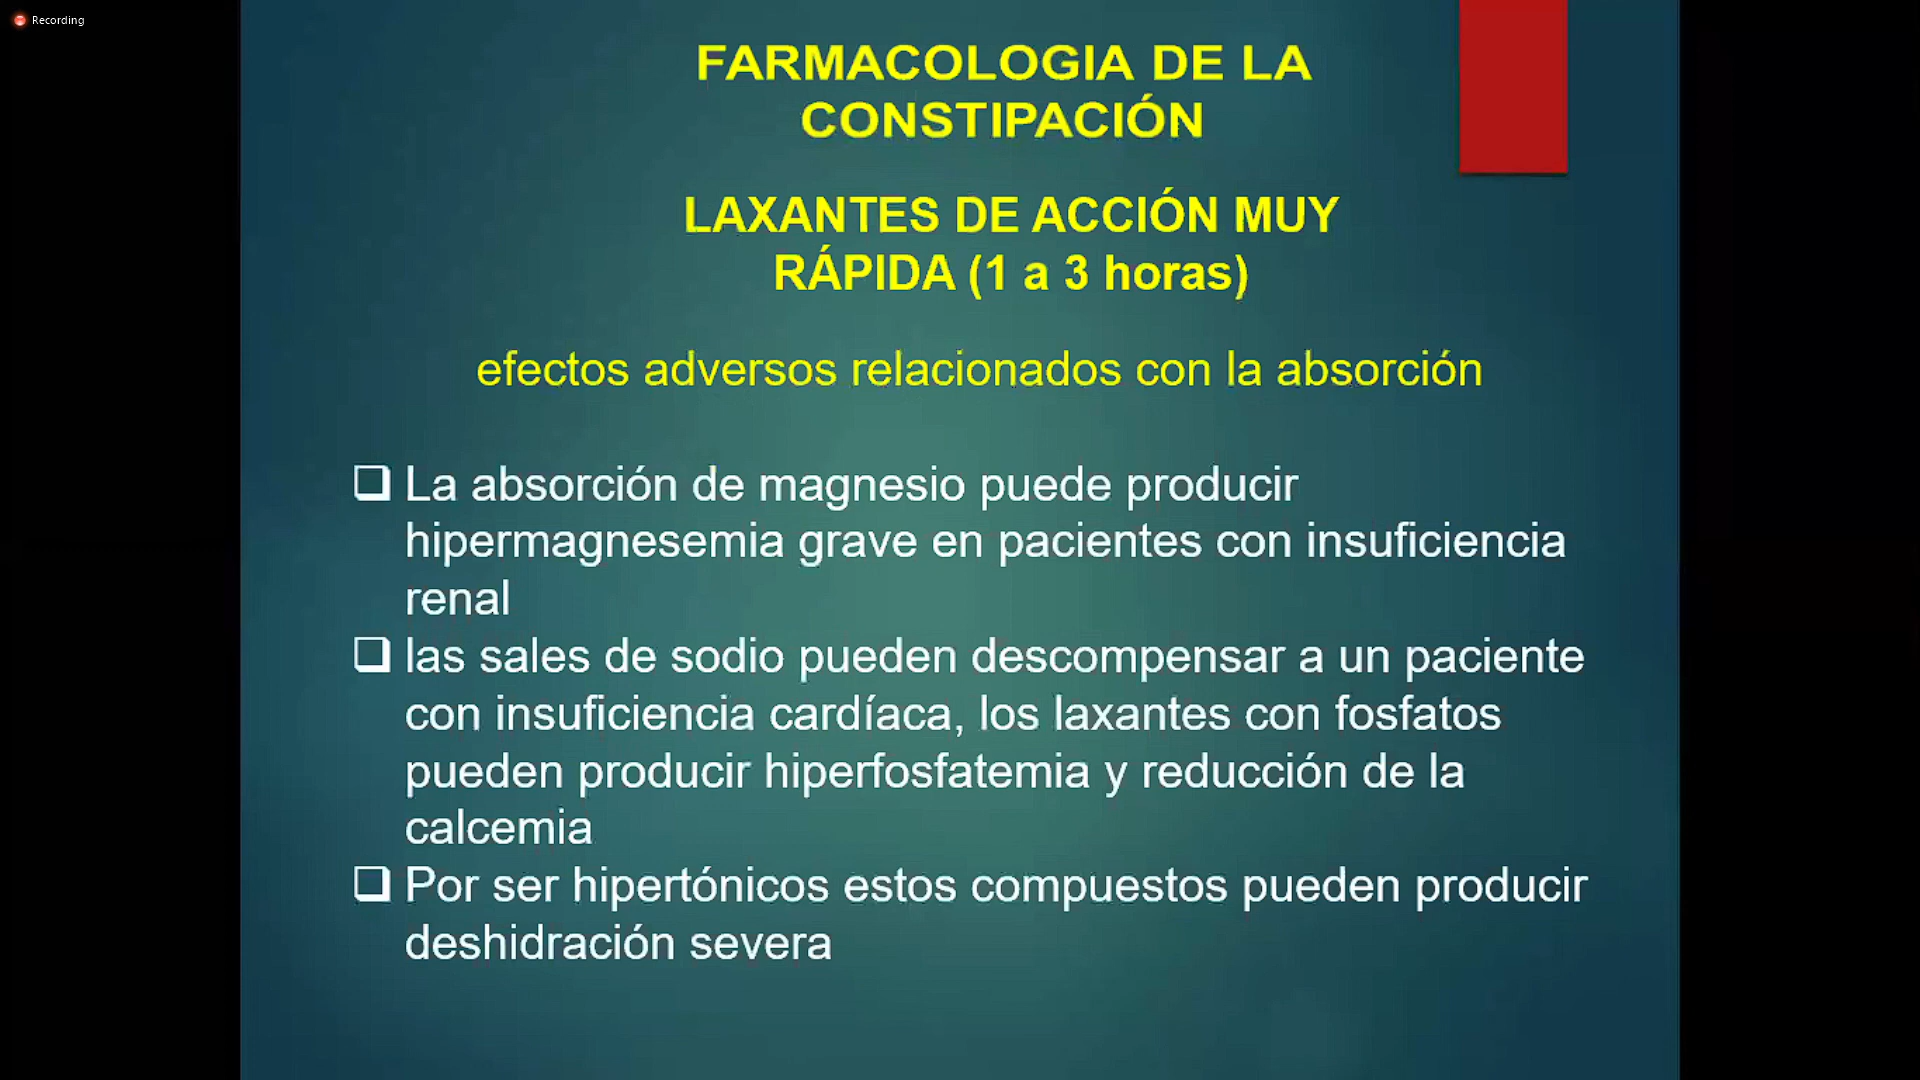 Recording
FARMACOLOGIA DE LA
CONSTIPACIÓN
LAXANTES DE ACCIÓN MUY
RÁPIDA (1 a 3 horas)
efectos adversos relacionados con la absorción
❑ La absorción de magnesio puede producir
hipermagnesemia grave en pacientes con insuficiencia
renal
❑ las sales de sodio pueden descompensar a un paciente
con insuficiencia cardíaca, los laxantes con fosfatos
pueden producir hiperfosfatemia y reducción de la
calcemia
❑ Por ser hipertónicos estos compuestos pueden producir
deshidración severa